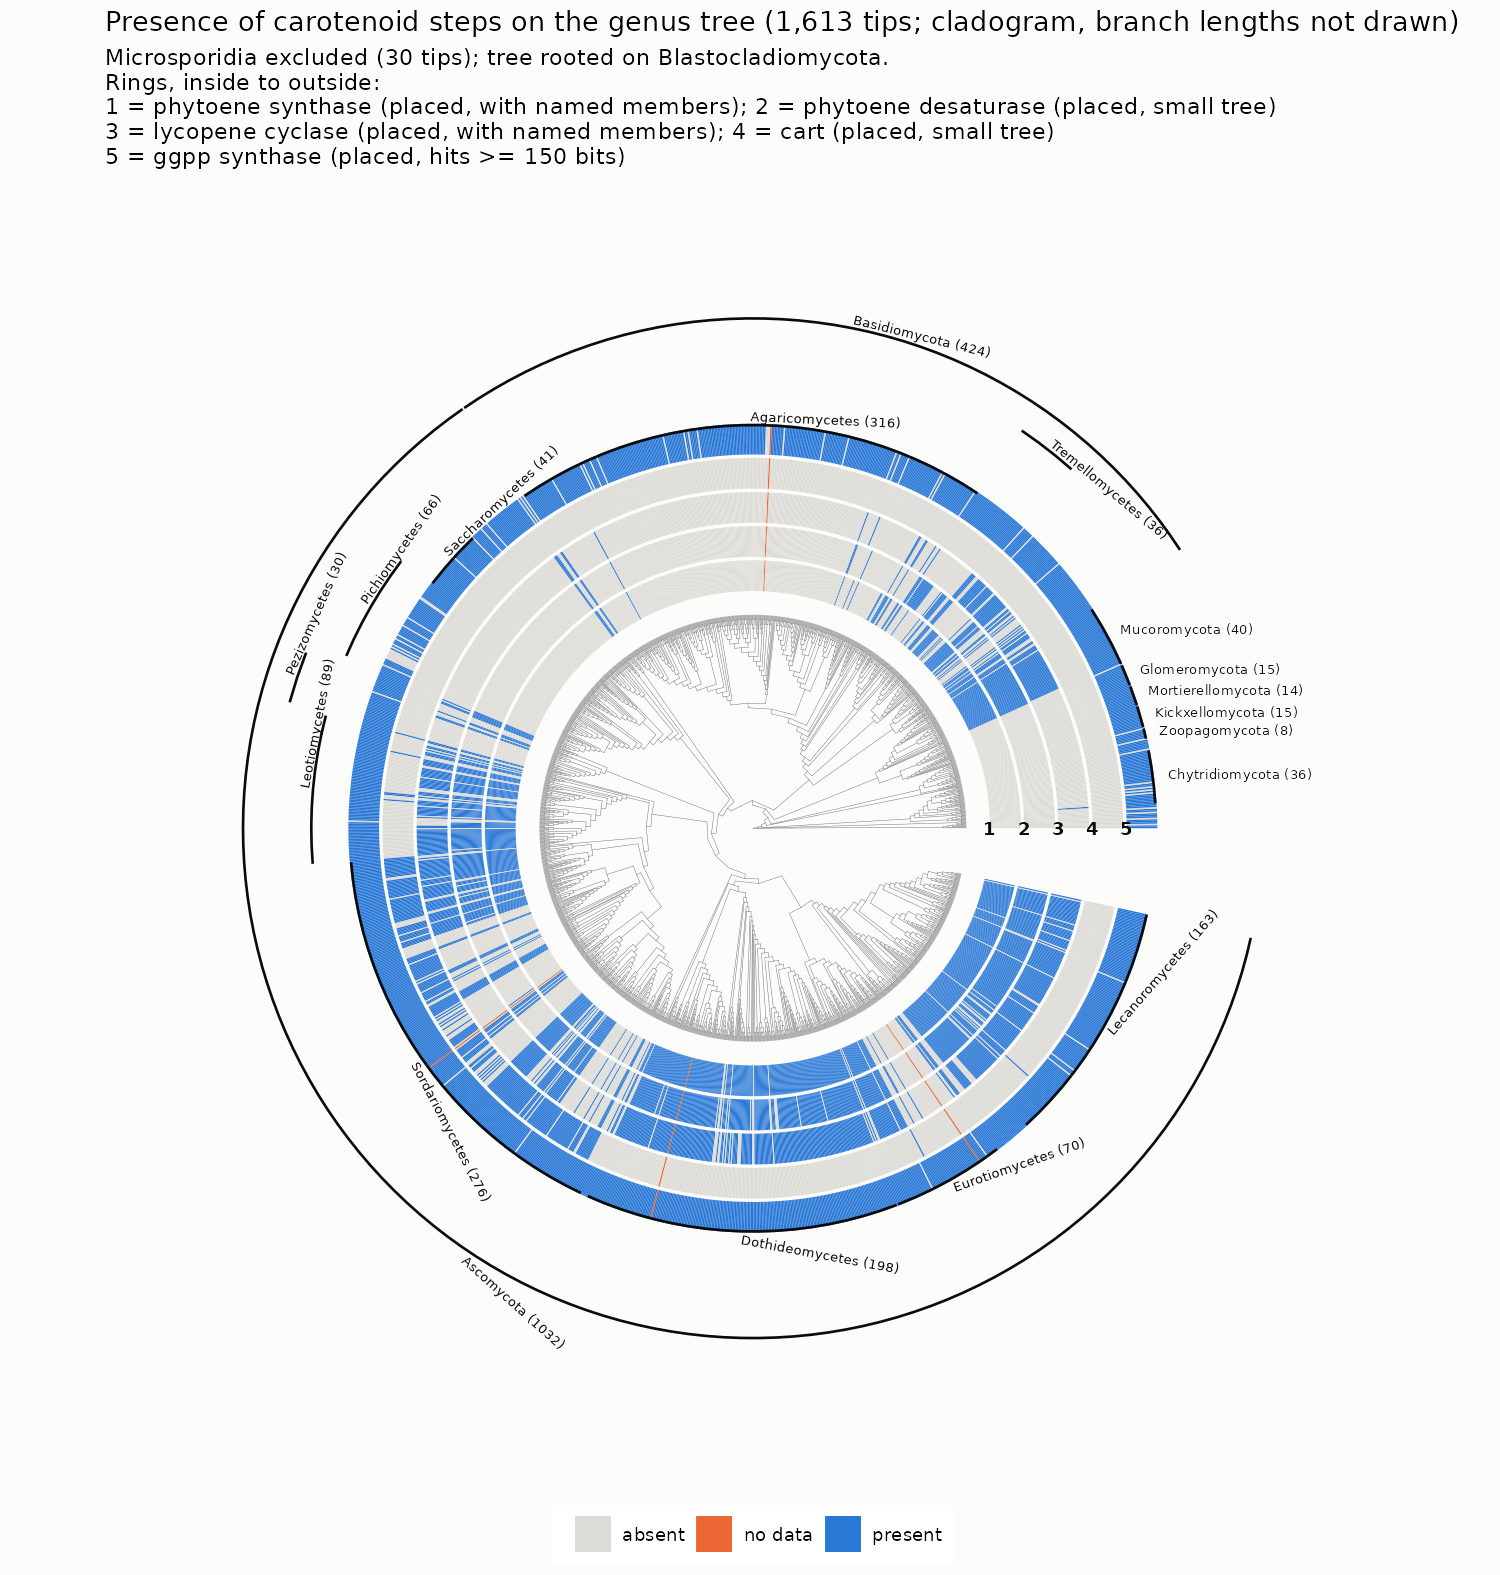 Presence of carotenoid steps on the genus tree (1,613 tips; cladogram, branch lengths not drawn)
Microsporidia excluded (30 tips); tree rooted on Blastocladiomycota.
Rings, inside to outside:
1 = phytoene synthase (placed, with named members); 2 = phytoene desaturase (placed, small tree)
3 = lycopene cyclase (placed, with named members); 4 = cart (placed, small tree)
5 = ggpp synthase (placed, hits >= 150 bits)
Basidiomycota (424)
Agaricomycetes (316)
Tremellomycetes (36)
Saccharomycetes (41)
Pichiomycetes (66)
Pezizomycetes (30)
Leotiomycetes (89)
Mucoromycota (40)
Glomeromycota (15)
Mortierellomycota (14)
Kickxellomycota (15)
Zoopagomycota (8)
Chytridiomycota (36)
1 2 3 4 5
Lecanoromycetes (163)
Eurotiomycetes (70)
Sordariomycetes (276)
Dothideomycetes (198)
Ascomycota (1032)
absent no data present